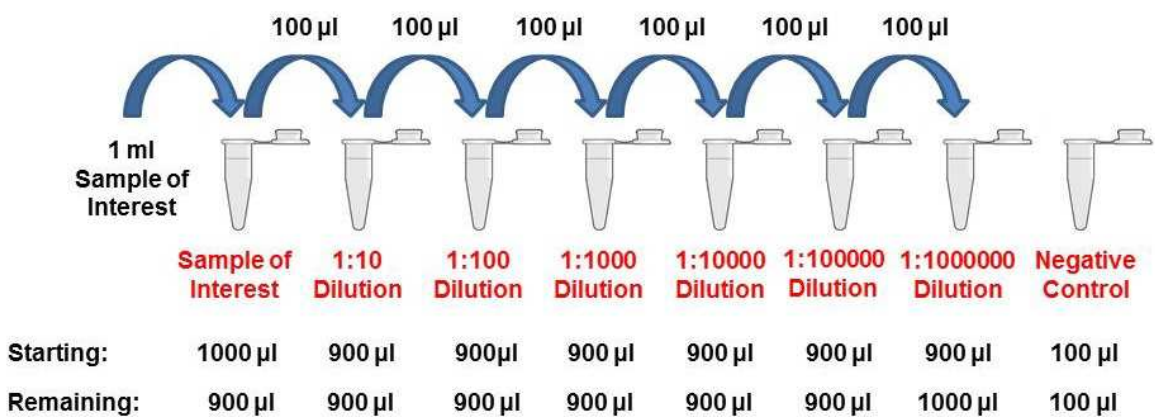 100 µl 100 µl 100 µl 100 µl 100 µl 100 µl
1 ml
Sample of
Interest
Sample of Interest
1:10 Dilution
1:100 Dilution
1:1000 Dilution
1:10000 Dilution
1:100000 Dilution
1:1000000 Dilution
Negative Control
Starting: 1000 µl 900 µl 900µl 900 µl 900 µl 900 µl 900 µl 100 µl
Remaining: 900 µl 900 µl 900 µl 900 µl 900 µl 900 µl 1000 µl 100 µl